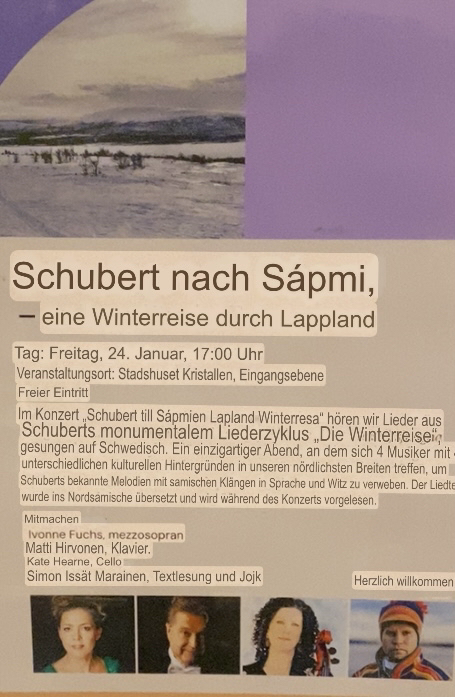 Schubert nach Sápmi,
– eine Winterreise durch Lappland
Tag: Freitag, 24. Januar, 17:00 Uhr
Veranstaltungsort: Stadshuset Kristallen, Eingangsebene
Freier Eintritt
Im Konzert „Schubert till Sápmien Lapland Winterresa" hören wir Lieder aus
Schuberts monumentalem Liederzyklus „Die Winterreise",
gesungen auf Schwedisch. Ein einzigartiger Abend, an dem sich 4 Musiker mit
unterschiedlichen kulturellen Hintergründen in unseren nördlichsten Breiten treffen, um
Schuberts bekannte Melodien mit samischen Klängen in Sprache und Witz zu verweben. Der
wurde ins Nordsämische übersetzt und wird während des Konzerts vorgelesen.
Mitmachen
Ivonne Fuchs, mezzosopran
Matti Hirvonen, Klavier.
Kate Hearne, Cello
Simon Issät Marainen, Textlesung und Jojk
Herzlich willkommen